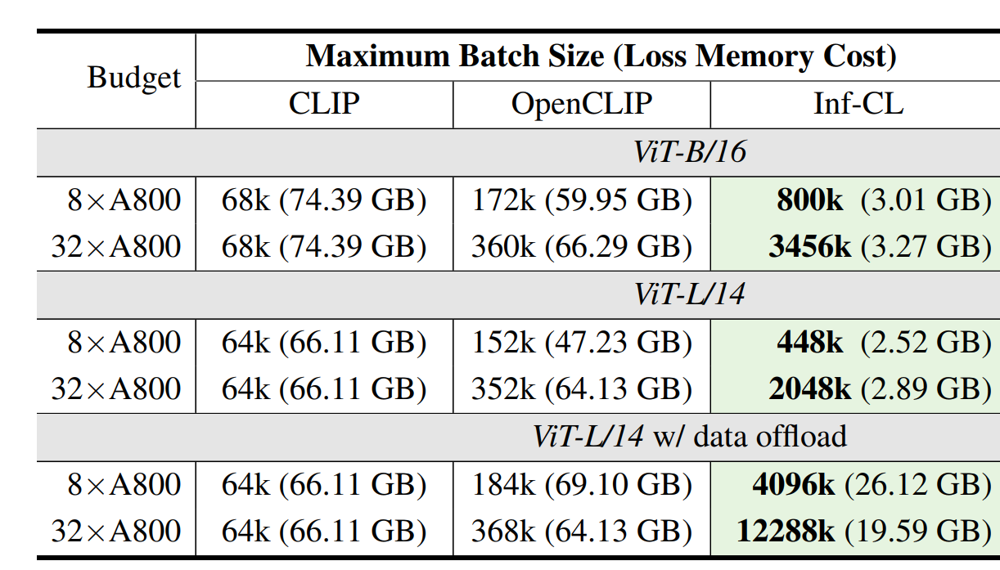 Budget Maximum Batch Size (Loss Memory Cost)
CLIP OpenCLIP Inf-CL
ViT-B/16
8×A800 68k (74.39 GB) 172k (59.95 GB) 800k (3.01 GB)
32×A800 68k (74.39 GB) 360k (66.29 GB) 3456k (3.27 GB)
ViT-L/14
8×A800 64k (66.11 GB) 152k (47.23 GB) 448k (2.52 GB)
32×A800 64k (66.11 GB) 352k (64.13 GB) 2048k (2.89 GB)
ViT-L/14 w/ data offload
8×A800 64k (66.11 GB) 184k (69.10 GB) 4096k (26.12 GB)
32×A800 64k (66.11 GB) 368k (64.13 GB) 12288k (19.59 GB)